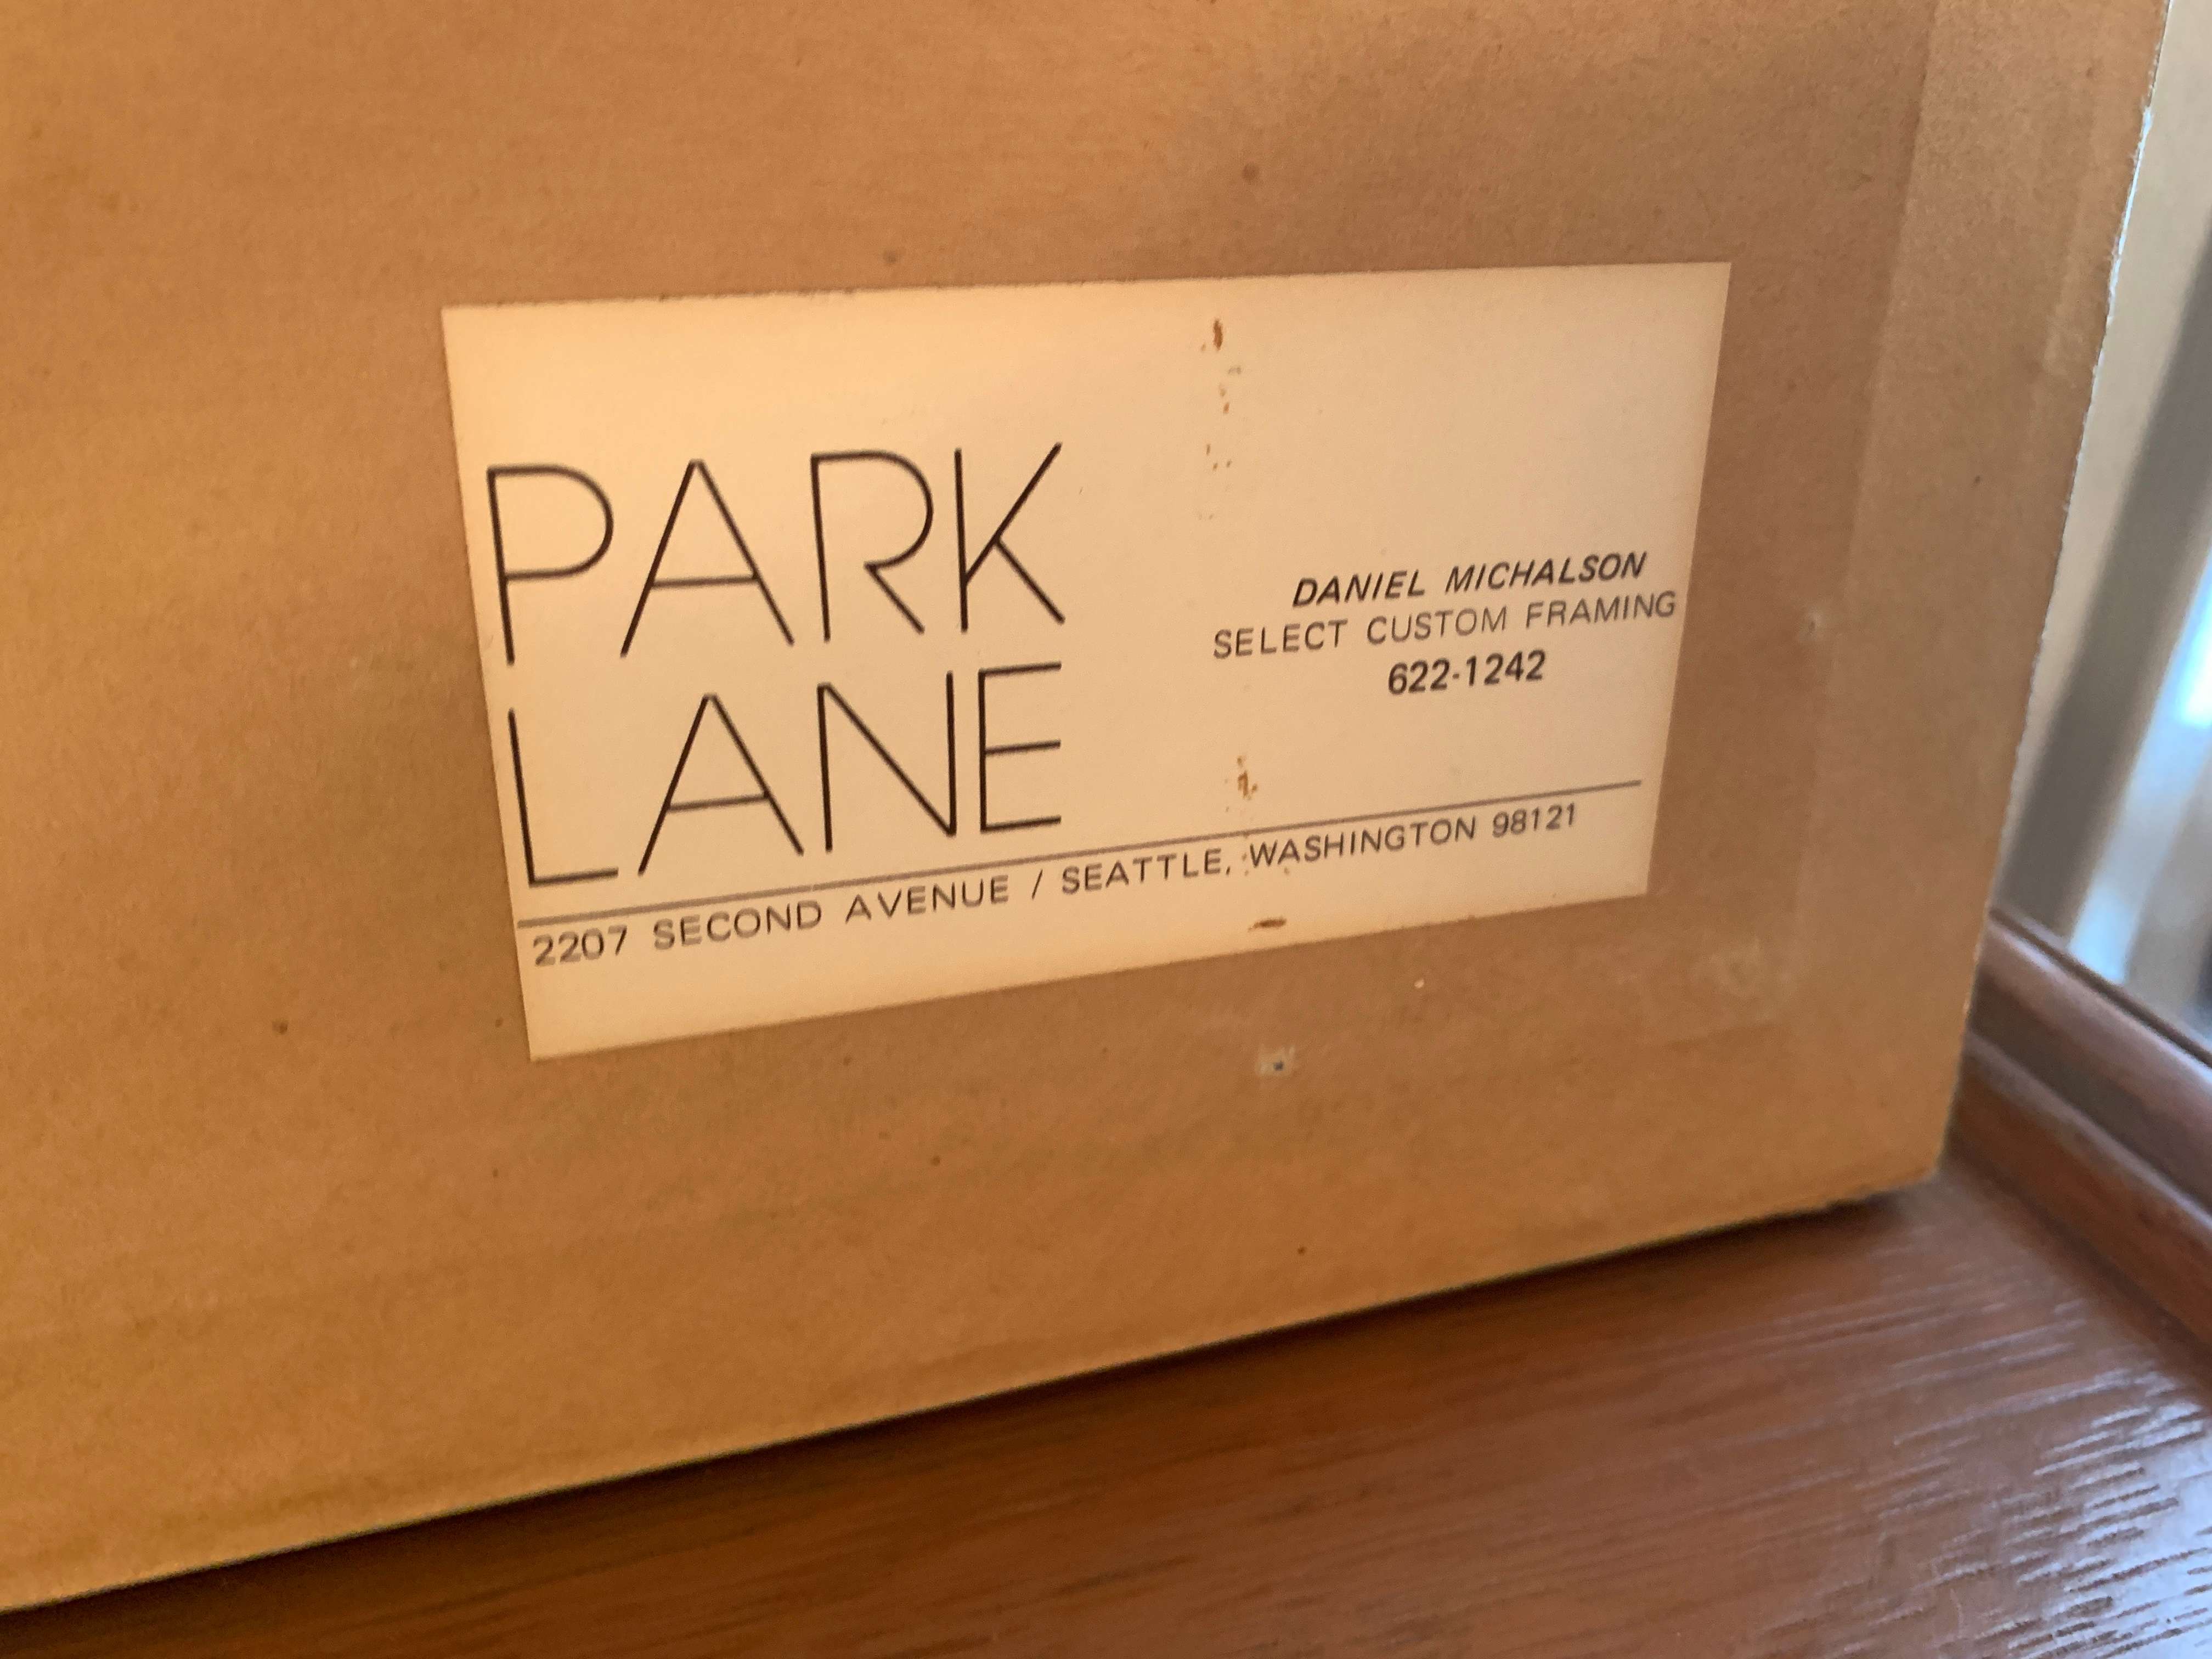 PARK
LANE
DANIEL MICHALSON
SELECT CUSTOM FRAMING
622-1242
2207 SECOND AVENUE / SEATTLE, WASHINGTON 98121